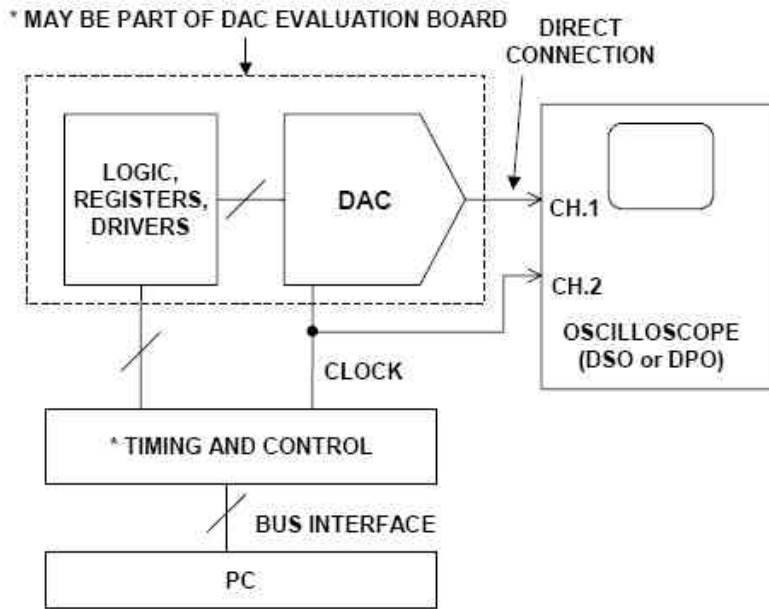 * MAY BE PART OF DAC EVALUATION BOARD
DIRECT
CONNECTION
LOGIC,
REGISTERS,
DRIVERS
DAC
CH.1
CH.2
OSCILLOSCOPE
(DSO or DPO)
CLOCK
* TIMING AND CONTROL
BUS INTERFACE
PC